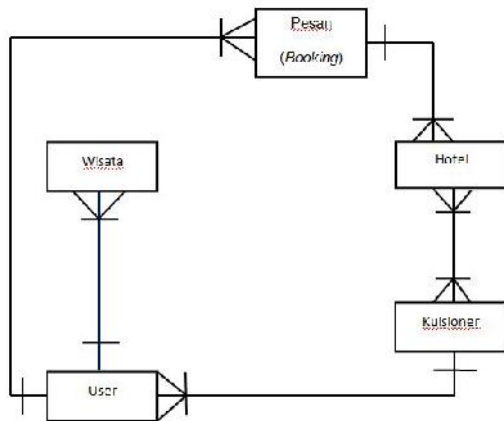 Pesan
(Booking)
Wisata
Hotel
Kuisioner
User